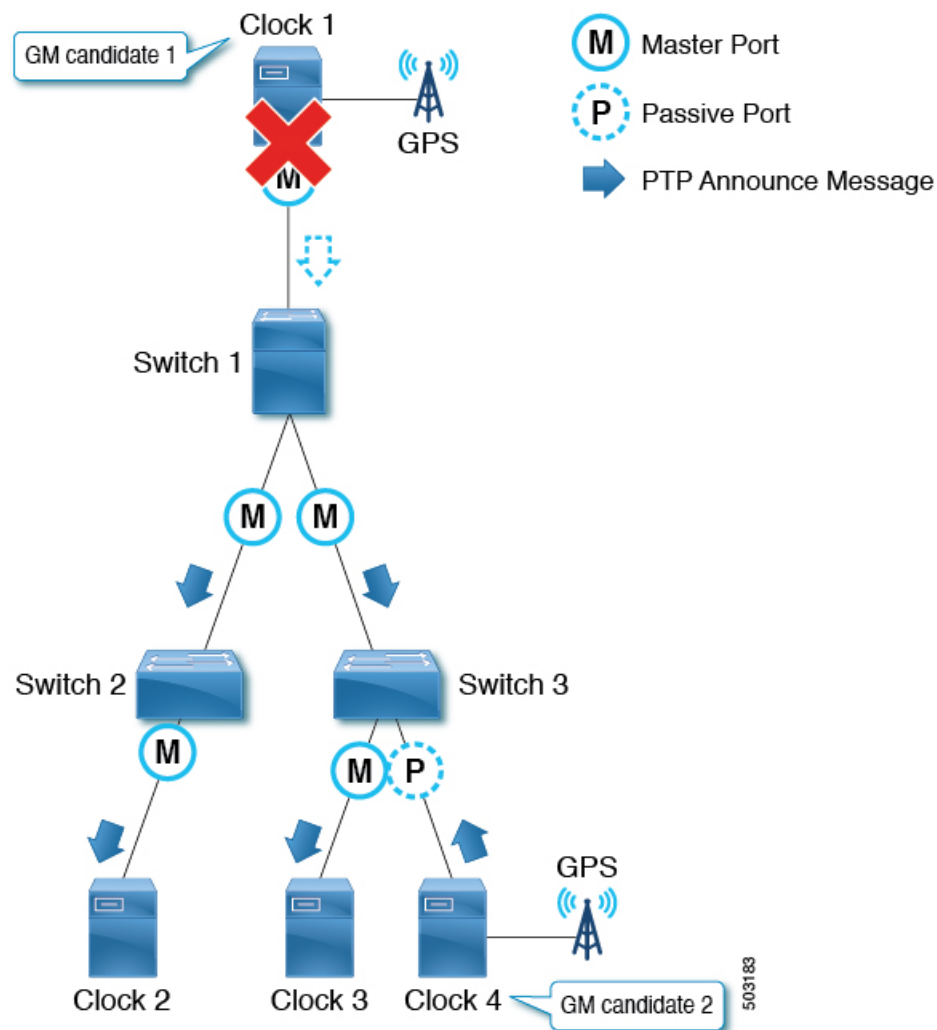 Clock 1
GM candidate 1
M
GPS
M Master Port
P Passive Port
PTP Announce Message
Switch 1
M M
Switch 2
Switch 3
M
M P
GPS
Clock 2
Clock 3
Clock 4
GM candidate 2
503183